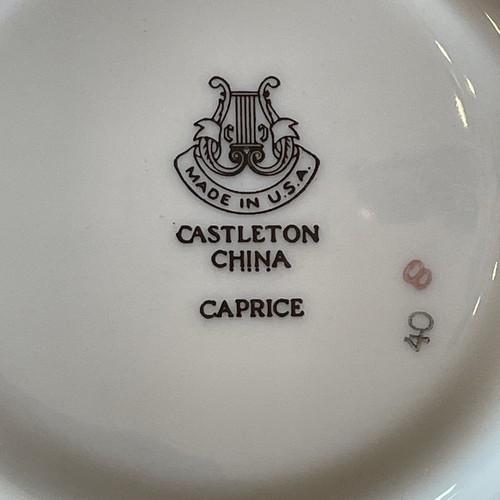 MADE IN U.S.A.
CASTLETON
CHINA
CAPRICE
8
40